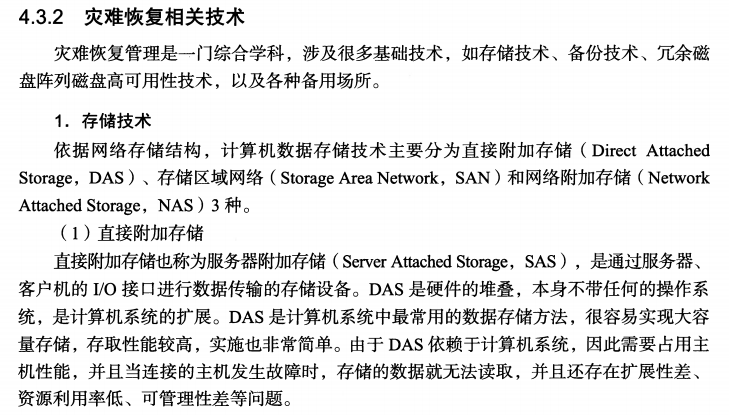 4.3.2 灾难恢复相关技术
灾难恢复管理是一门综合学科，涉及很多基础技术，如存储技术、备份技术、冗余磁
盘阵列磁盘高可用性技术，以及各种备用场所。
1．存储技术
依据网络存储结构，计算机数据存储技术主要分为直接附加存储（Direct Attached
Storage，DAS）、存储区域网络（Storage Area Network，SAN）和网络附加存储（Network
Attached Storage，NAS）3 种。
（1）直接附加存储
直接附加存储也称为服务器附加存储（Server Attached Storage，SAS），是通过服务器、
客户机的 I/O 接口进行数据传输的存储设备。DAS 是硬件的堆叠，本身不带任何的操作系
统，是计算机系统的扩展。DAS 是计算机系统中最常用的数据存储方法，很容易实现大容
量存储，存取性能较高，实施也非常简单。由于 DAS 依赖于计算机系统，因此需要占用主
机性能，并且当连接的主机发生故障时，存储的数据就无法读取，并且还存在扩展性差、
资源利用率低、可管理性差等问题。